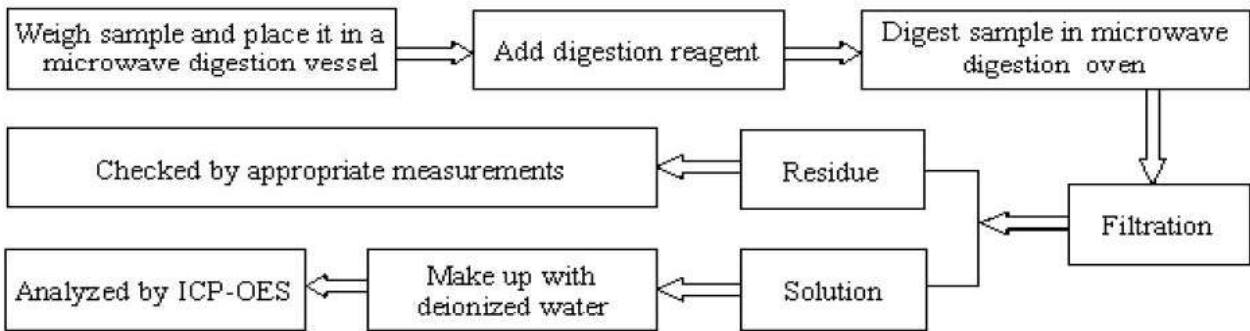 Weigh sample and place it in a
microwave digestion vessel
Add digestion reagent
Digest sample in microwave
digestion oven
Checked by appropriate measurements
Residue
Filtration
Analyzed by ICP-OES
Make up with
deionized water
Solution